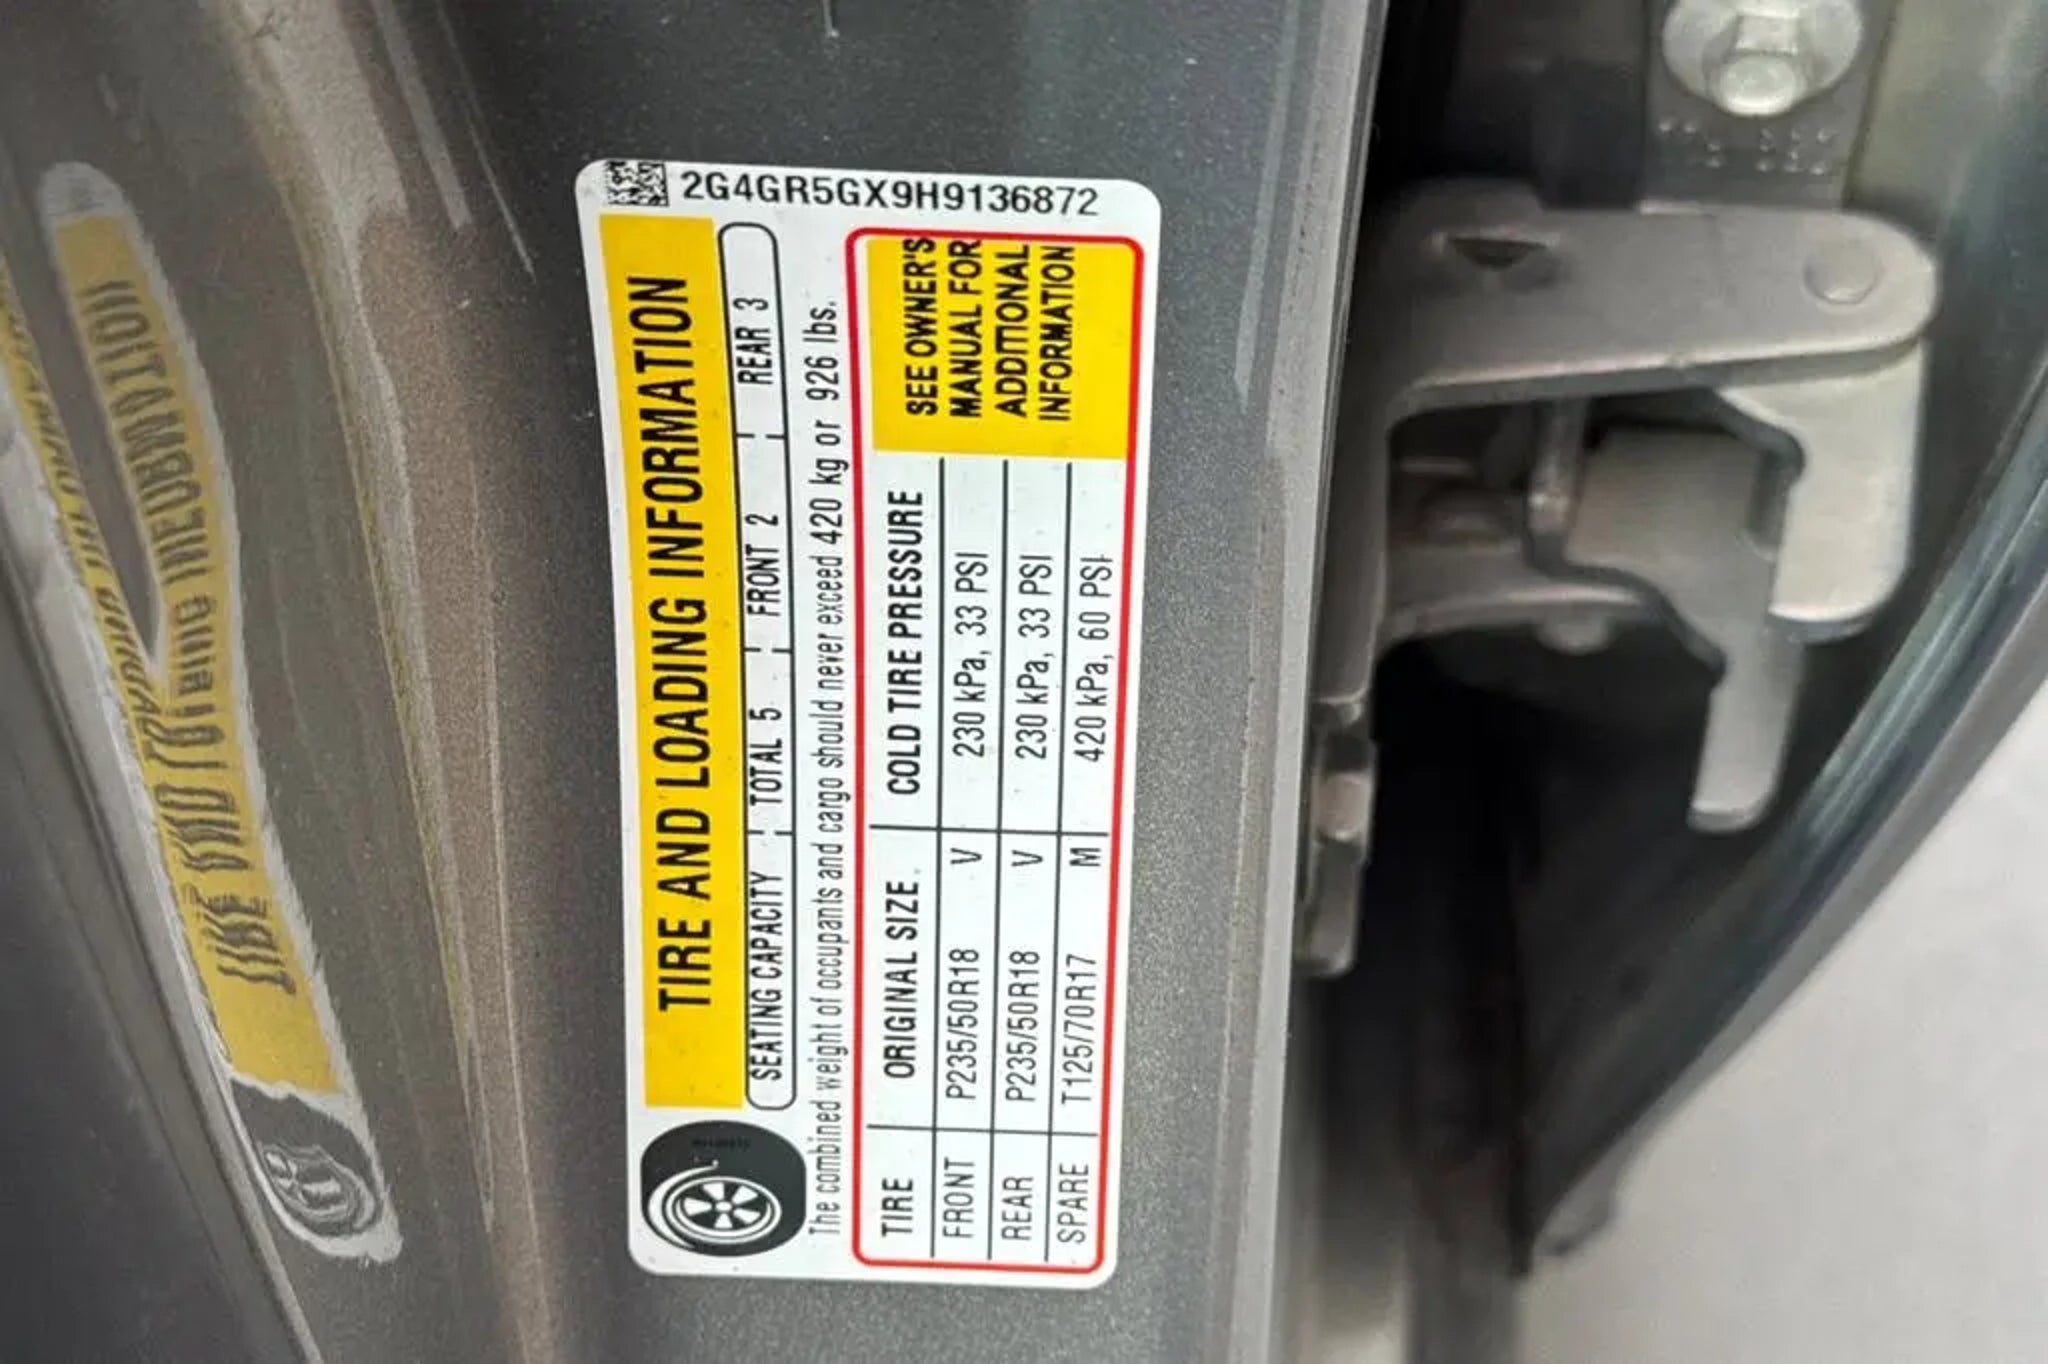 2G4GR5GX9H9136872
TIRE AND LOADING INFORMATION
SEATING CAPACITY TOTAL 5 FRONT 2 REAR 3
The combined weight of occupants and cargo should never exceed 420 kg or 926 lbs.
TIRE ORIGINAL SIZE COLD TIRE PRESSURE
FRONT P235/50R18 V 230 kPa, 33 PSI
REAR P235/50R18 V 230 kPa, 33 PSI
SPARE T125/70R17 M 420 kPa, 60 PSI
SEE OWNER'S
MANUAL FOR
ADDITIONAL
INFORMATION